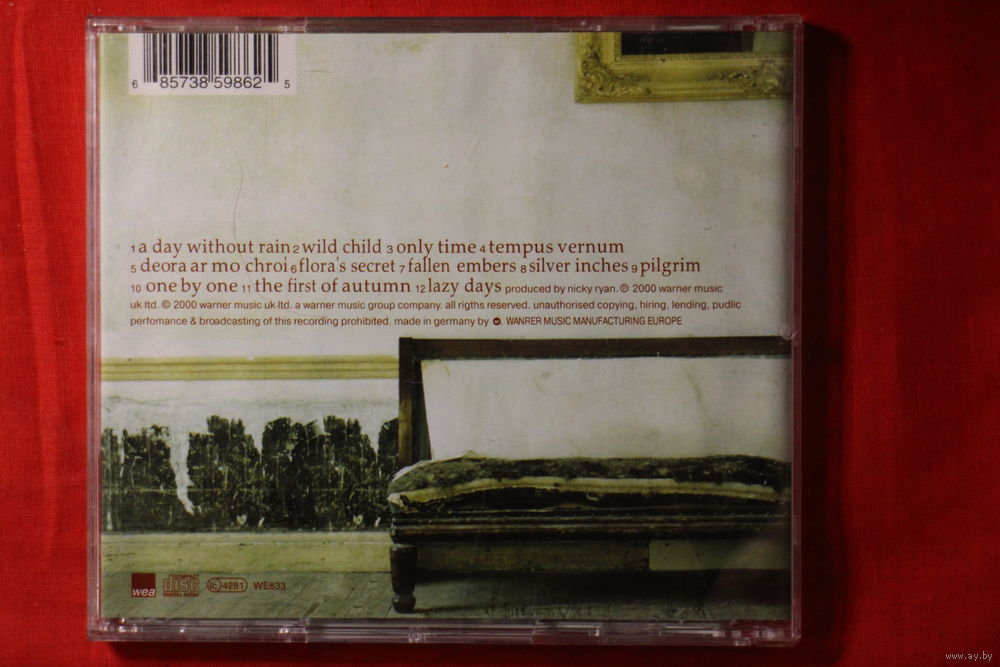 6 85738 59862 5
1 a day without rain 2 wild child 3 only time 4 tempus vernum
5 deora ar mo chroi 6 flora's secret 7 fallen embers 8 silver inches 9 pilgrim
10 one by one 11 the first of autumn 12 lazy days produced by nicky ryan. ℗ 2000 warner music
uk ltd. © 2000 warner music uk ltd. a warner music group company. all rigths reserved. unauthorised copying, hiring, lending, pudlic
perfomance & broadcasting of this recording prohibited. made in germany by W. WANRER MUSIC MANUFACTURING EUROPE
wea COMPACT disc DIGITAL AUDIO lc 4281 WE833
www.ay.by